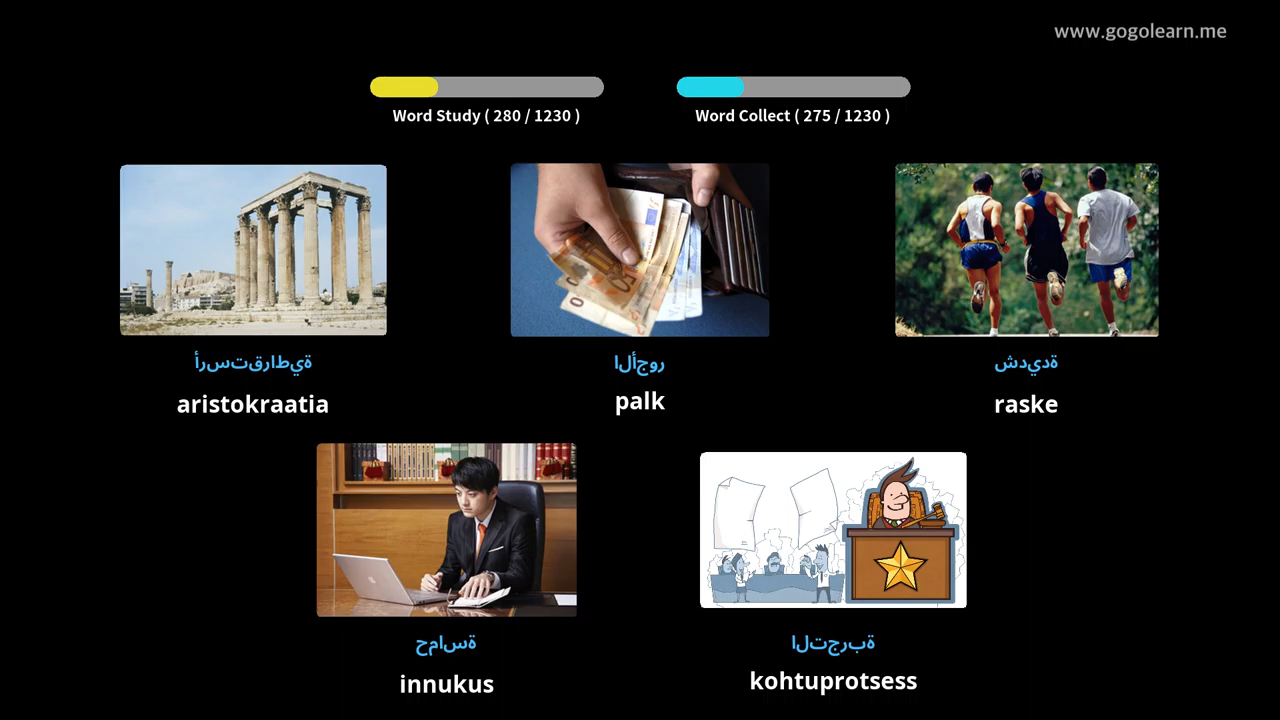 www.gogolearn.me
Word Study ( 280 / 1230 )
Word Collect ( 275 / 1230 )
أرستقراطية
aristokraatia
الأجور
palk
شديدة
raske
حماسة
innukus
التجربة
kohtuprotsess